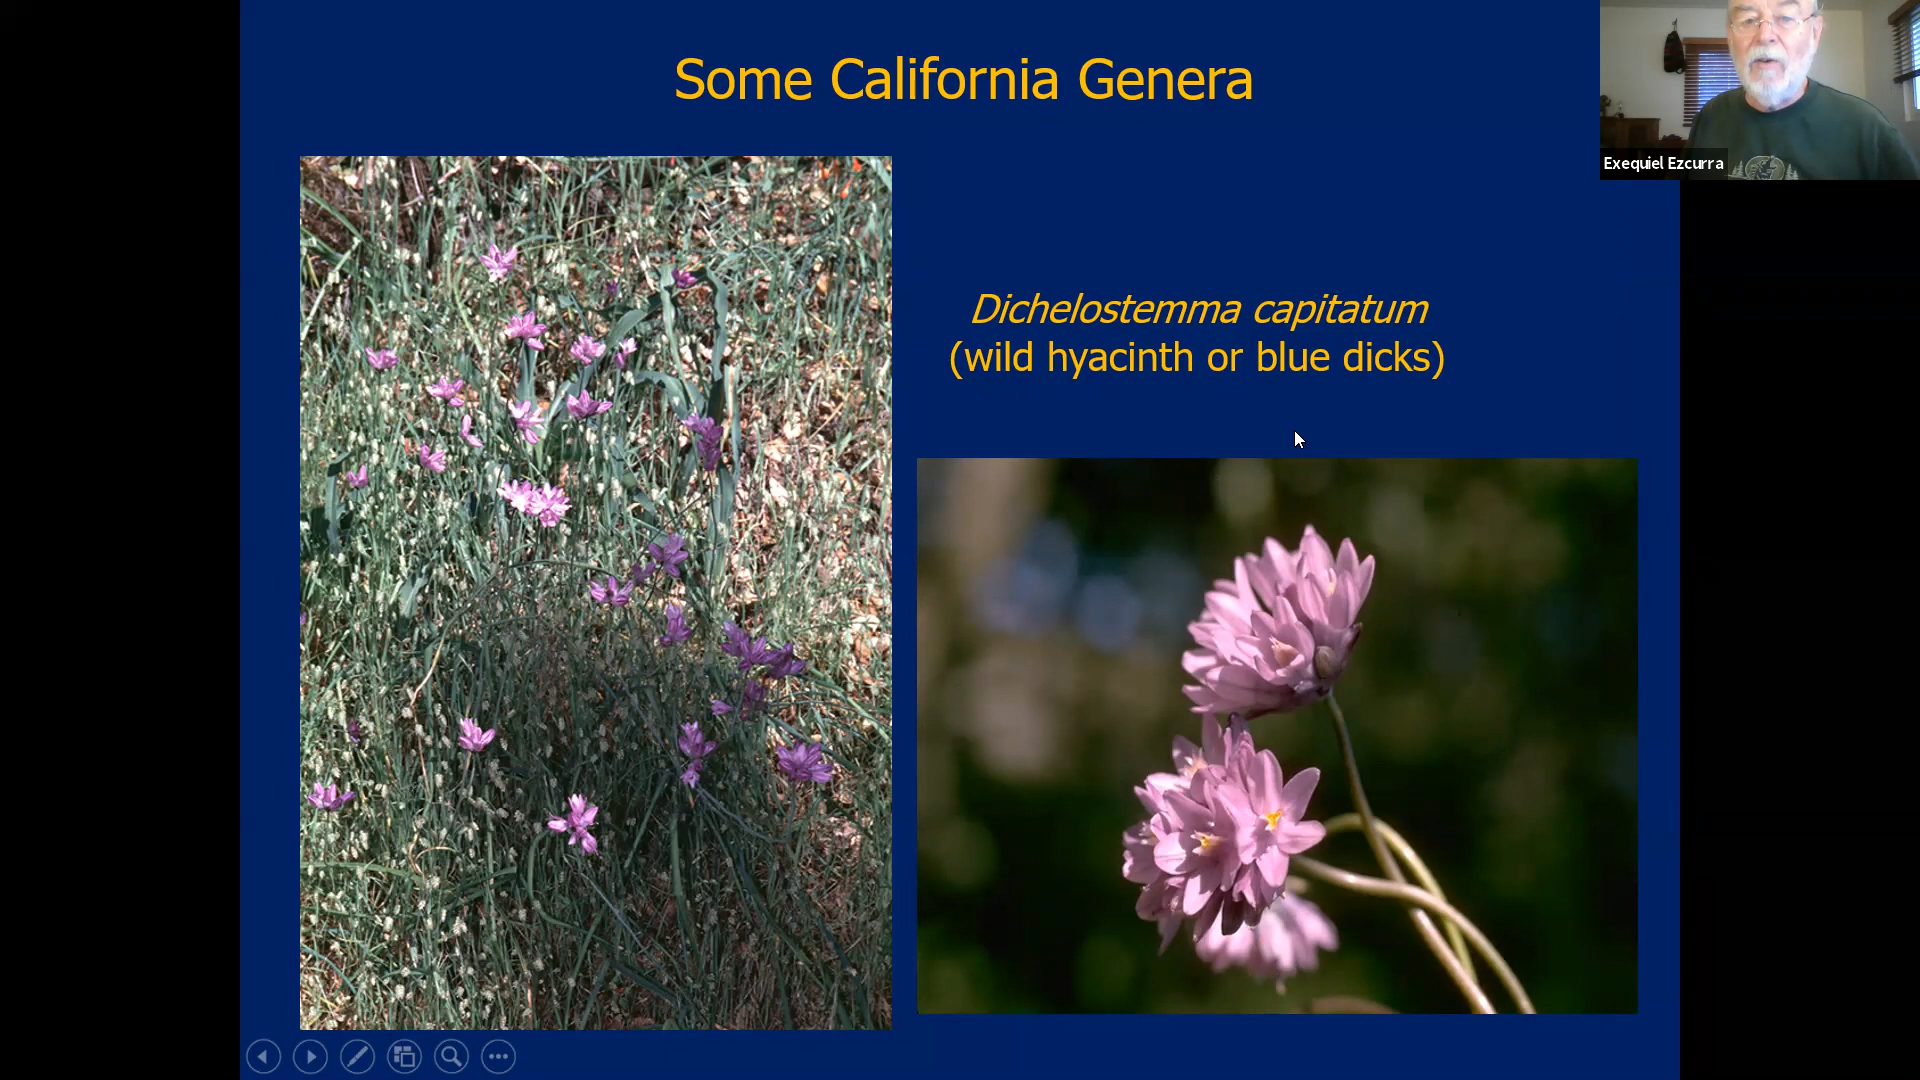 Some California Genera
Exequiel Ezcurra
Dichelostemma capitatum
(wild hyacinth or blue dicks)